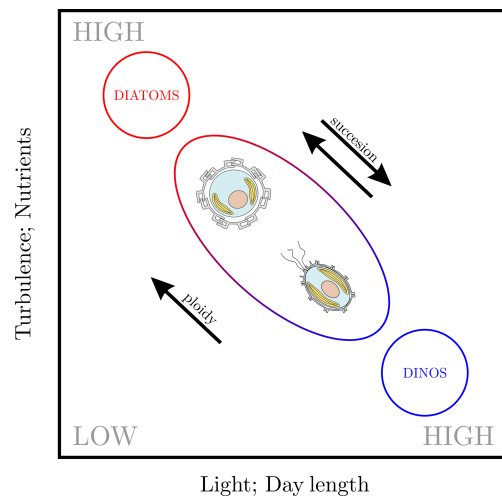 HIGH
DIATOMS
succesion
Turbulence; Nutrients
ploidy
DINOS
LOW
HIGH
Light; Day length